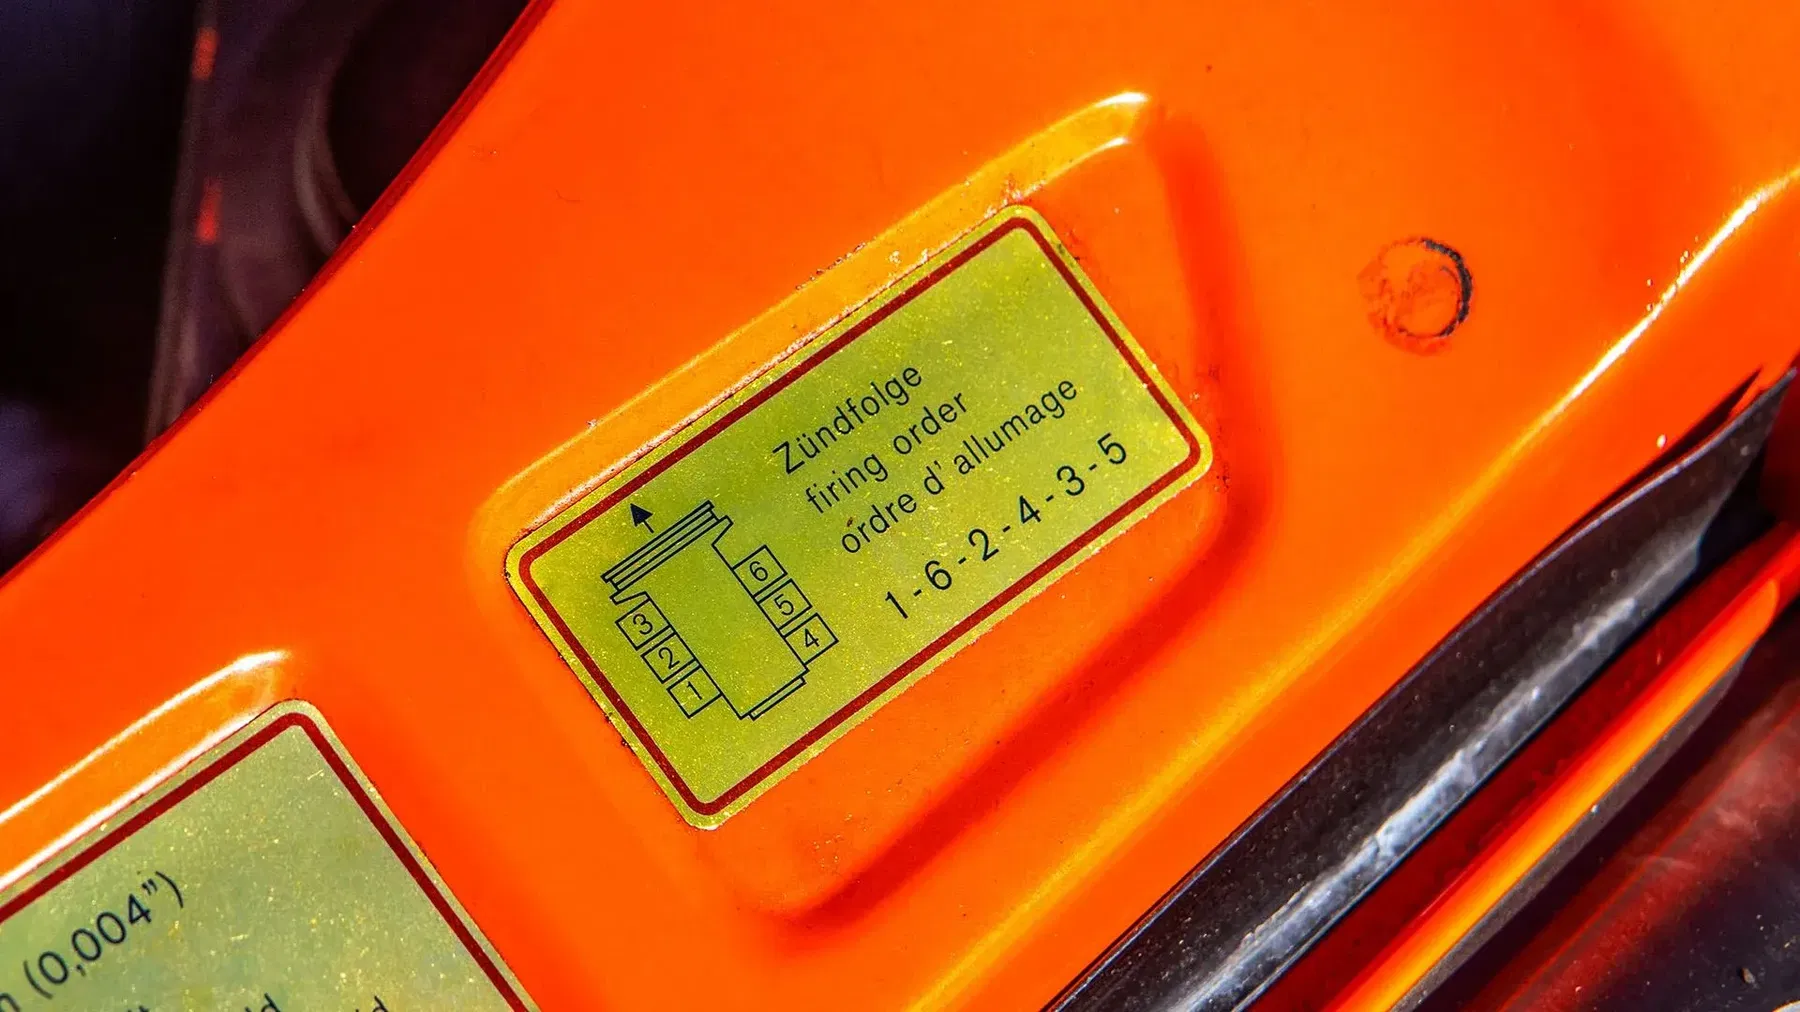 Zündfolge
firing order
ordre d' allumage
1-6-2-4-3-5
6
5
4
3
2
1
(0,004")